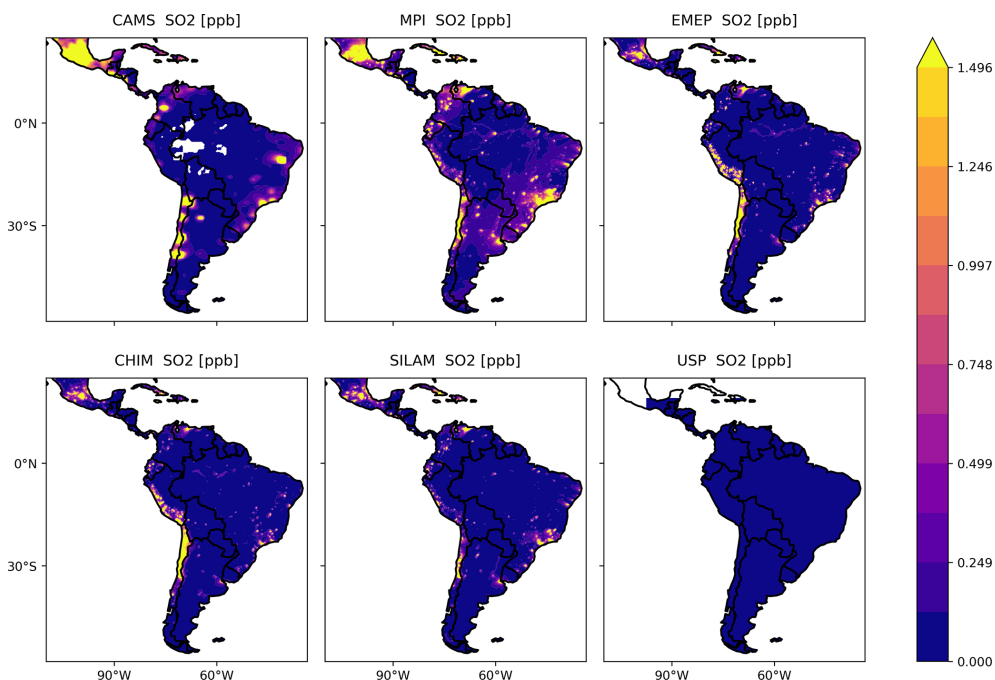 CAMS  SO2 [ppb]
MPI  SO2 [ppb]
EMEP  SO2 [ppb]
0°N
30°S
CHIM  SO2 [ppb]
SILAM  SO2 [ppb]
USP  SO2 [ppb]
0°N
30°S
90°W
60°W
90°W
60°W
90°W
60°W
1.496
1.246
0.997
0.748
0.499
0.249
0.000